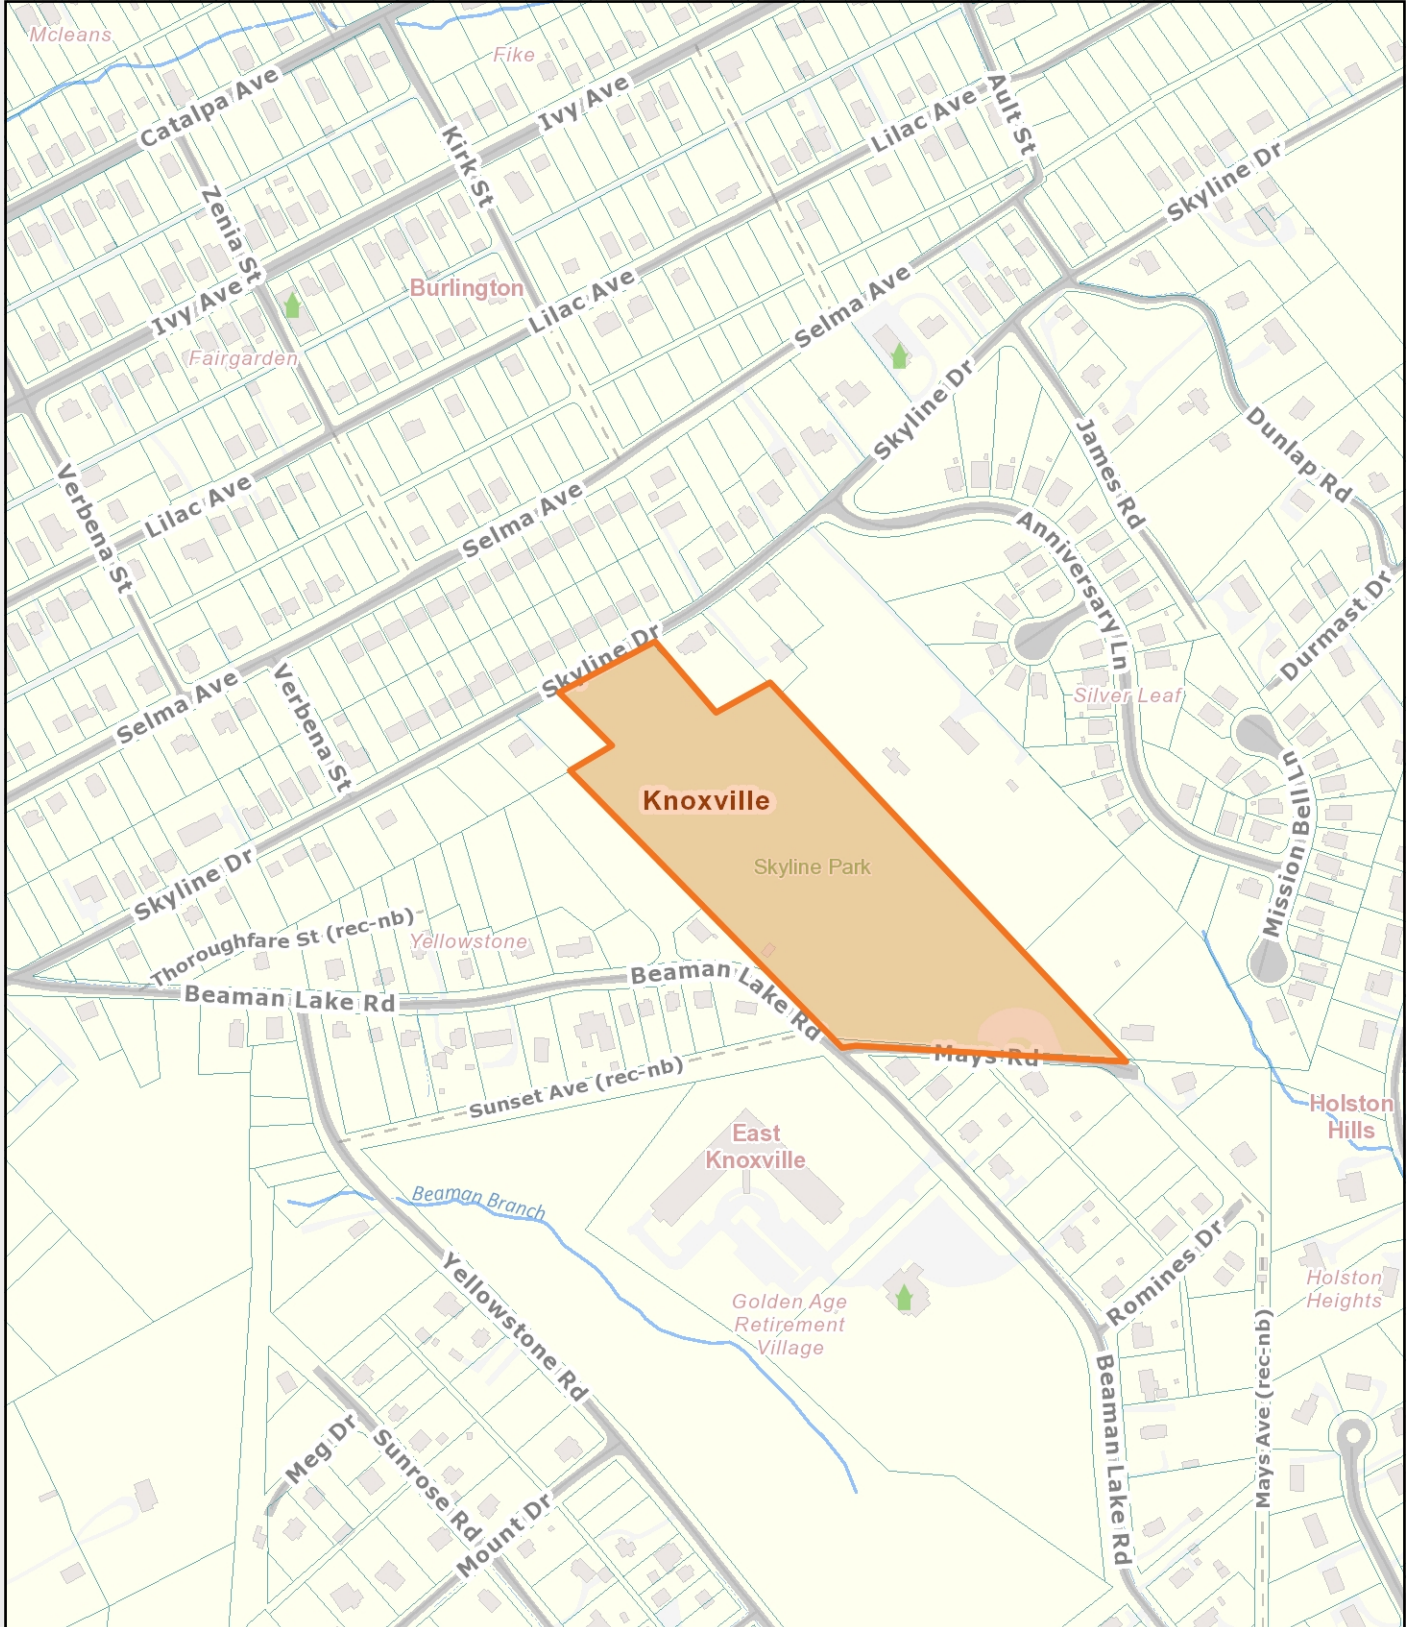 Mcleans
Fike
Catalpa Ave
Ivy Ave
Ault St
Lilac Ave
Kirk St
Skyline Dr
Zenia St
Burlington
Ivy Ave
Lilac Ave
Selma Ave
Fairgarden
Skyline Dr
Dunlap Rd
James Rd
Verbena St
Lilac Ave
Selma Ave
Anniversary Ln
Durmast Dr
Skyline Dr
Selma Ave
Verbena St
Silver Leaf
Knoxville
Mission Bell Ln
Skyline Park
Skyline Dr
Thoroughfare St (rec-nb)
Yellowstone
Beaman Lake Rd
Beaman Lake Rd
Mays Rd
Sunset Ave (rec-nb)
Holston
Hills
East
Knoxville
Beaman Branch
Romines Dr
Yellowstone Rd
Golden Age
Retirement
Village
Holston
Heights
Mays Ave (rec-nb)
Beaman Lake Rd
Meg Dr
Sunrose Rd
Mount Dr